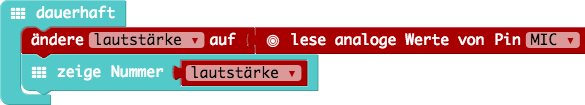 dauerhaft
ändere lautstärke auf lese analoge Werte von Pin MIC
zeige Nummer lautstärke